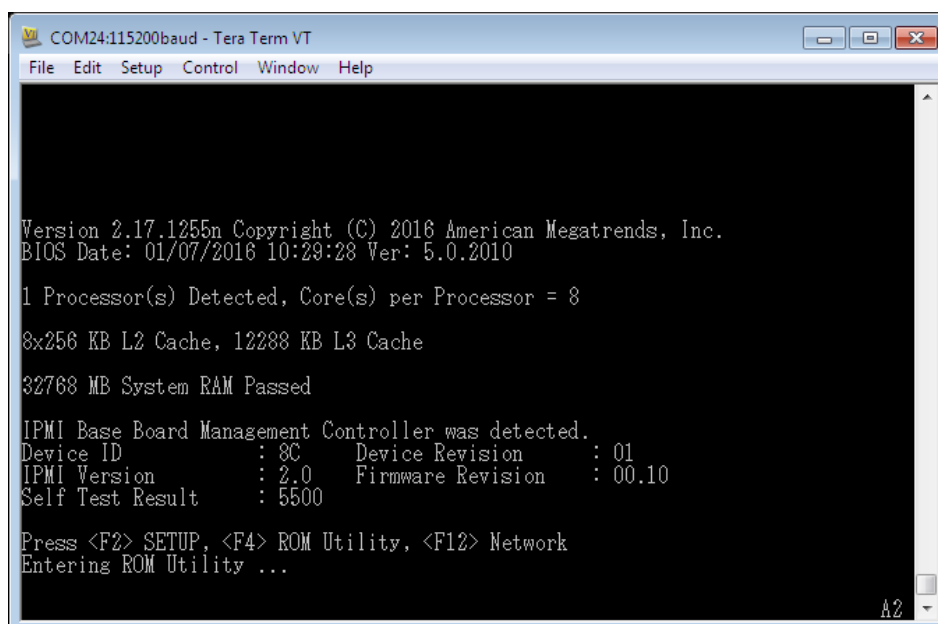 COM24:115200baud - Tera Term VT
File Edit Setup Control Window Help
Version 2.17.1255n Copyright (C) 2016 American Megatrends, Inc.
BIOS Date: 01/07/2016 10:29:28 Ver: 5.0.2010
1 Processor(s) Detected, Core(s) per Processor = 8
8x256 KB L2 Cache, 12288 KB L3 Cache
32768 MB System RAM Passed
IPMI Base Board Management Controller was detected.
Device ID : 8C Device Revision : 01
IPMI Version : 2.0 Firmware Revision : 00.10
Self Test Result : 5500
Press <F2> SETUP, <F4> ROM Utility, <F12> Network
Entering ROM Utility ...
A2